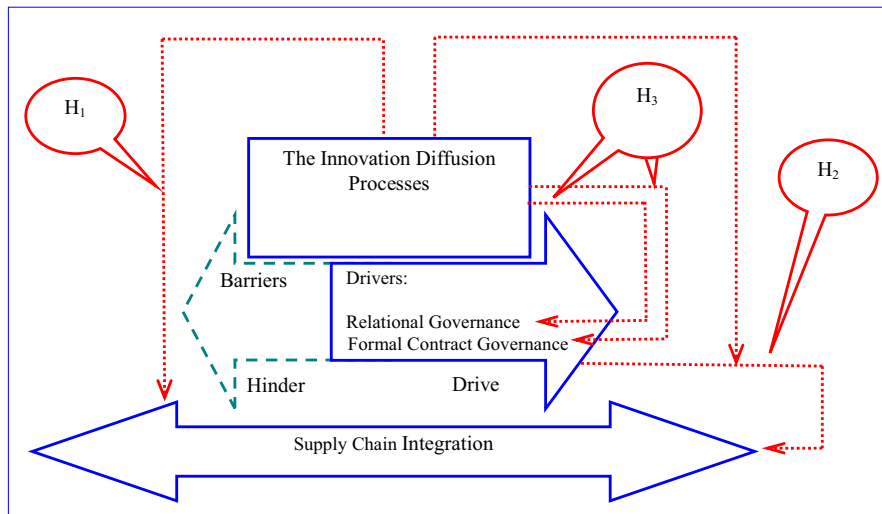 H₁
H₃
H₂
The Innovation Diffusion
Processes
Barriers
Drivers:
Relational Governance
Formal Contract Governance
Hinder
Drive
Supply Chain Integration